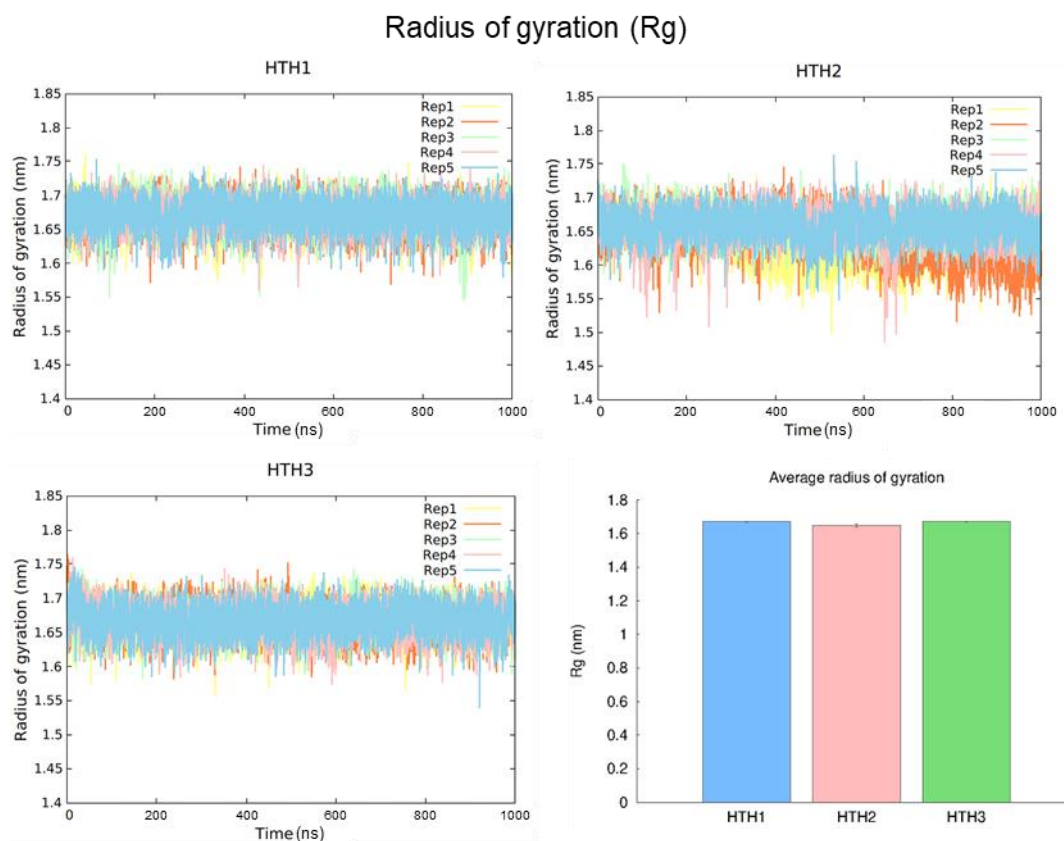 Radius of gyration (Rg)
HTH1
Radius of gyration (nm)
1.85
1.8
1.75
1.7
1.65
1.6
1.55
1.5
1.45
1.4
Rep1
Rep2
Rep3
Rep4
Rep5
0 200 400 600 800 1000
Time (ns)
HTH2
Radius of gyration (nm)
1.85
1.8
1.75
1.7
1.65
1.6
1.55
1.5
1.45
1.4
Rep1
Rep2
Rep3
Rep4
Rep5
0 200 400 600 800 1000
Time (ns)
HTH3
Radius of gyration (nm)
1.85
1.8
1.75
1.7
1.65
1.6
1.55
1.5
1.45
1.4
Rep1
Rep2
Rep3
Rep4
Rep5
0 200 400 600 800 1000
Time (ns)
Average radius of gyration
Rg (nm)
1.8
1.6
1.4
1.2
1
0.8
0.6
0.4
0.2
0
HTH1 HTH2 HTH3